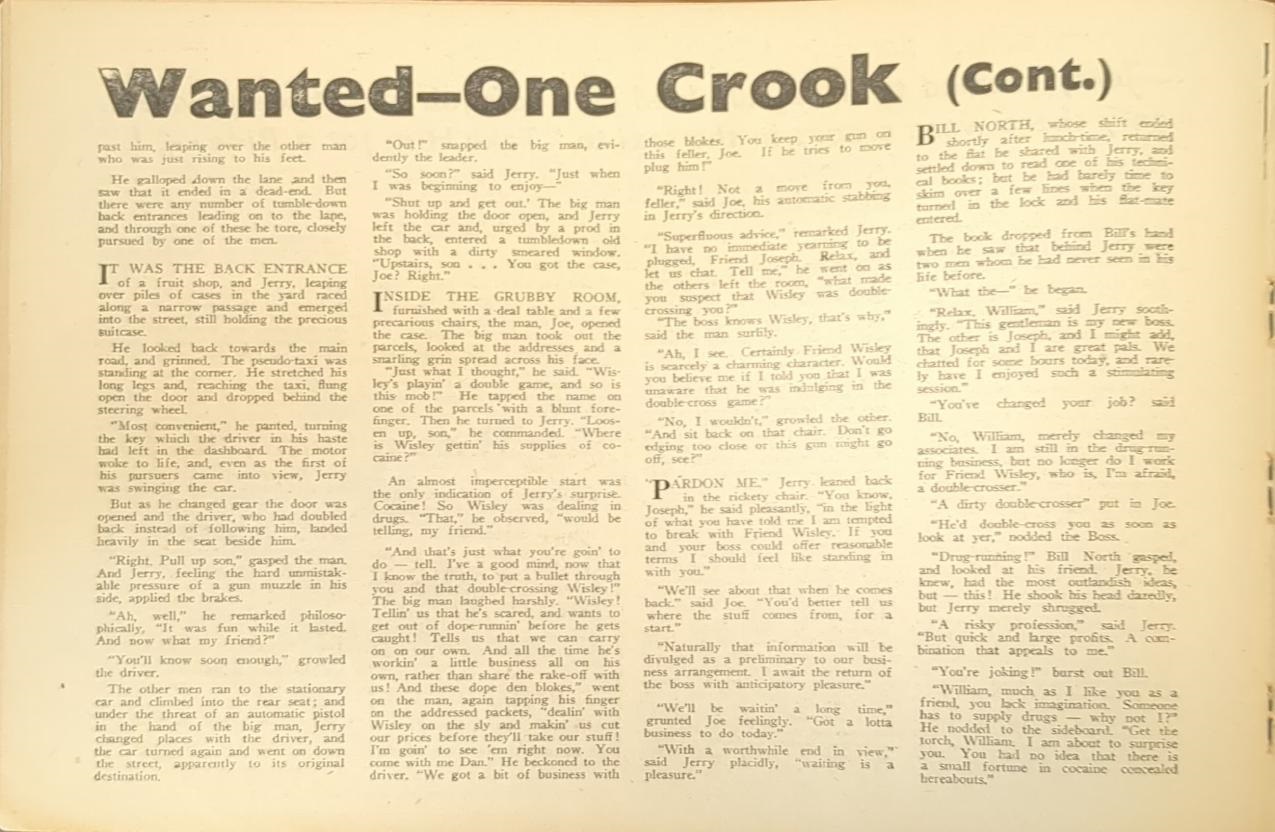 Wanted—One Crook (Cont.)
past him, leaping over the other man
who was just rising to his feet.
He galloped down the lane and then
saw that it ended in a dead-end. But
there were any number of tumble-down
back entrances leading on to the lane,
and through one of these he tore, closely
pursued by one of the men.
IT WAS THE BACK ENTRANCE
of a fruit shop, and Jerry, leaping
over piles of cases in the yard raced
along a narrow passage and emerged
into the street, still holding the precious
suitcase.
He looked back towards the main
road, and grinned. The pseudo-taxi was
standing at the corner. He stretched his
long legs and, reaching the taxi, flung
open the door and dropped behind the
steering wheel.
"Most convenient," he panted, turning
the key which the driver in his haste
had left in the dashboard. The motor
woke to life, and, even as the first of
his pursuers came into view, Jerry
was swinging the car.
But as he changed gear the door was
opened and the driver, who had doubled
back instead of following him, landed
heavily in the seat beside him.
"Right. Pull up son," gasped the man.
And Jerry, feeling the hard unmistak-
able pressure of a gun muzzle in his
side, applied the brakes.
"Ah, well," he remarked philoso-
phically, "It was fun while it lasted.
And now what my friend?"
"You'll know soon enough," growled
the driver.
The other men ran to the stationary
car and climbed into the rear seat; and
under the threat of an automatic pistol
in the hand of the big man, Jerry
changed places with the driver, and
the car turned again and went on down
the street, apparently to its original
destination.
"Out!" snapped the big man, evi-
dently the leader.
"So soon?" said Jerry. "Just when
I was beginning to enjoy—"
"Shut up and get out.' The big man
was holding the door open, and Jerry
left the car and, urged by a prod in
the back, entered a tumbledown old
shop with a dirty smeared window.
"Upstairs, son . . . You got the case,
Joe? Right."
INSIDE THE GRUBBY ROOM,
furnished with a deal table and a few
precarious chairs, the man, Joe, opened
the case. The big man took out the
parcels, looked at the addresses and a
snarling grin spread across his face.
"Just what I thought," he said. "Wis-
ley's playin' a double game, and so is
this mob!" He tapped the name on
one of the parcels with a blunt fore-
finger. Then he turned to Jerry. "Loos-
en up, son," he commanded. "Where
is Wisley gettin' his supplies of co-
caine?"
An almost imperceptible start was
the only indication of Jerry's surprise.
Cocaine! So Wisley was dealing in
drugs. "That," he observed, "would be
telling, my friend."
"And that's just what you're goin' to
do — tell. I've a good mind, now that
I know the truth, to put a bullet through
you and that double-crossing Wisley!"
The big man laughed harshly. "Wisley!
Tellin' us that he's scared, and wants to
get out of dope-runnin' before he gets
caught! Tells us that we can carry
on on our own. And all the time he's
workin' a little business all on his
own, rather than share the rake-off with
us! And these dope den blokes," went
on the man, again tapping his finger
on the addressed packets, "dealin' with
Wisley on the sly and makin' us cut
our prices before they'll take our stuff!
I'm goin' to see 'em right now. You
come with me Dan." He beckoned to the
driver. "We got a bit of business with
those blokes. You keep your gun on
this feller, Joe. If he tries to move
plug him!"
"Right! Not a move from you,
feller," said Joe, his automatic stabbing
in Jerry's direction.
"Superfluous advice," remarked Jerry.
"I have no immediate yearning to be
plugged, Friend Joseph. Relax, and
let us chat. Tell me," he went on as
the others left the room, "what made
you suspect that Wisley was double-
crossing you?"
"The boss knows Wisley, that's why,"
said the man surlily.
"Ah, I see. Certainly Friend Wisley
is scarcely a charming character. Would
you believe me if I told you that I was
unaware that he was indulging in the
double-cross game?"
"No, I wouldn't," growled the other.
"And sit back on that chair. Don't go
edging too close or this gun might go
off, see?"
"PARDON ME." Jerry leaned back
in the rickety chair. "You know,
Joseph," he said pleasantly, "in the light
of what you have told me I am tempted
to break with Friend Wisley. If you
and your boss could offer reasonable
terms I should feel like standing in
with you."
"We'll see about that when he comes
back." said Joe. "You'd better tell us
where the stuff comes from, for a
start."
"Naturally that information will be
divulged as a preliminary to our busi-
ness arrangement. I await the return of
the boss with anticipatory pleasure."
"We'll be waitin' a long time,"
grunted Joe feelingly. "Got a lotta
business to do today."
"With a worthwhile end in view,"
said Jerry placidly, "waiting is a
pleasure."
BILL NORTH, whose shift ended
shortly after lunch-time, returned
to the flat he shared with Jerry, and
settled down to read one of his techni-
cal books; but he had barely time to
skim over a few lines when the key
turned in the lock and his flat-mate
entered.
The book dropped from Bill's hand
when he saw that behind Jerry were
two men whom he had never seen in his
life before.
"What the—" he began.
"Relax, William," said Jerry sooth-
ingly. "This gentleman is my new boss.
The other is Joseph, and I might add,
that Joseph and I are great pals. We
chatted for some hours today, and rare-
ly have I enjoyed such a stimulating
session."
"You've changed your job? said
Bill.
"No, William, merely changed my
associates. I am still in the drug-run-
ning business, but no longer do I work
for Friend Wisley, who is, I'm afraid,
a double-crosser."
"A dirty double-crosser" put in Joe.
"He'd double-cross you as soon as
look at yer," nodded the Boss.
"Drug-running!" Bill North gasped,
and looked at his friend. Jerry, he
knew, had the most outlandish ideas,
but — this! He shook his head dazedly,
but Jerry merely shrugged.
"A risky profession," said Jerry.
"But quick and large profits. A com-
bination that appeals to me."
"You're joking!" burst out Bill.
"William, much as I like you as a
friend, you lack imagination. Someone
has to supply drugs — why not I?"
He nodded to the sideboard. "Get the
torch, William. I am about to surprise
you. You had no idea that there is
a small fortune in cocaine concealed
hereabouts."